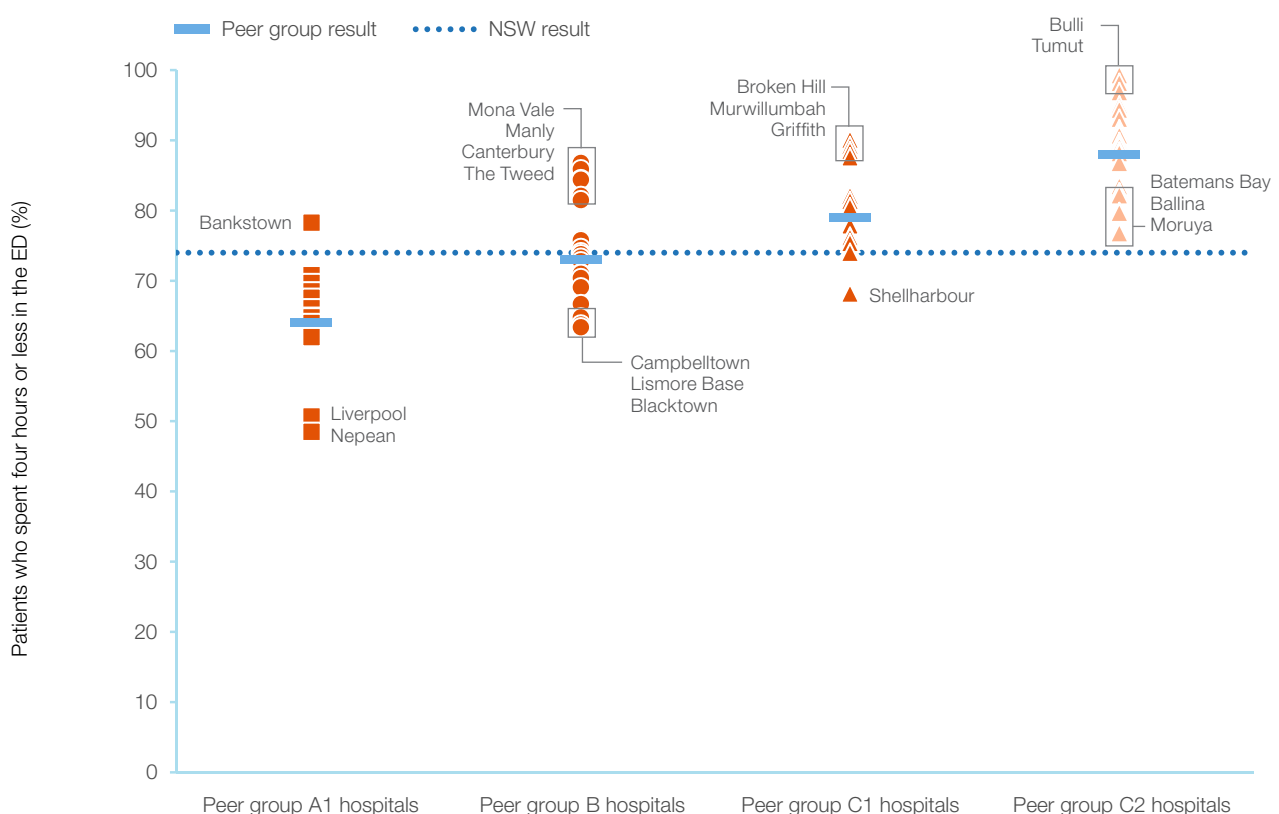 Peer group result
NSW result
Patients who spent four hours or less in the ED (%)
100
90
80
70
60
50
40
30
20
10
0
Bankstown
Liverpool
Nepean
Mona Vale
Manly
Canterbury
The Tweed
Campbelltown
Lismore Base
Blacktown
Broken Hill
Murwillumbah
Griffith
Shellharbour
Bulli
Tumut
Batemans Bay
Ballina
Moruya
Peer group A1 hospitals
Peer group B hospitals
Peer group C1 hospitals
Peer group C2 hospitals